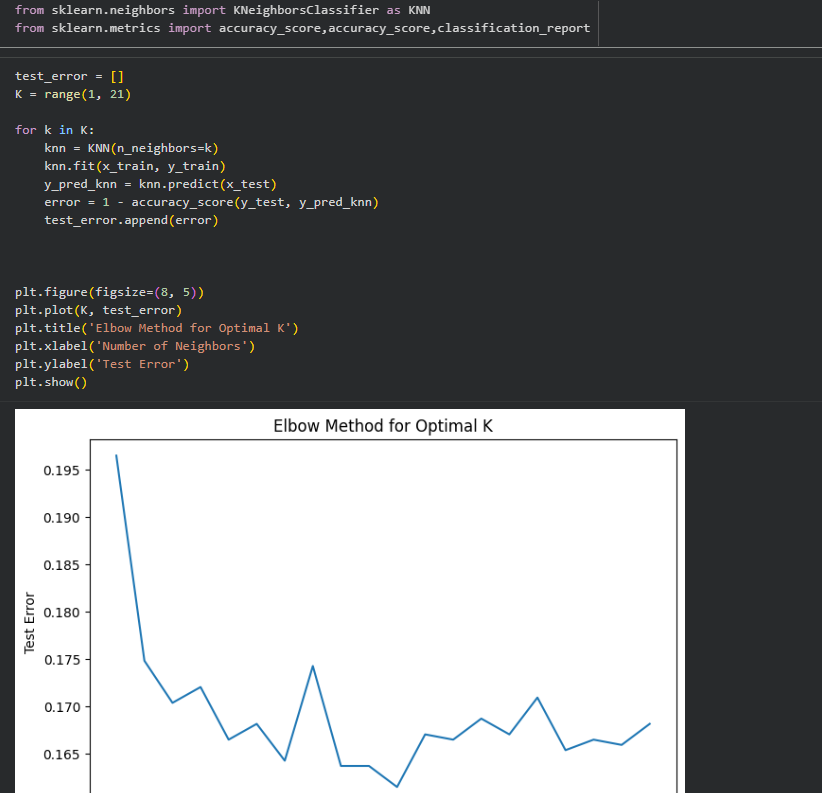 from sklearn.neighbors import KNeighborsClassifier as KNN
from sklearn.metrics import accuracy_score,accuracy_score,classification_report
test_error = []
K = range(1, 21)
for k in K:
    knn = KNN(n_neighbors=k)
    knn.fit(x_train, y_train)
    y_pred_knn = knn.predict(x_test)
    error = 1 - accuracy_score(y_test, y_pred_knn)
    test_error.append(error)
plt.figure(figsize=(8, 5))
plt.plot(K, test_error)
plt.title('Elbow Method for Optimal K')
plt.xlabel('Number of Neighbors')
plt.ylabel('Test Error')
plt.show()
Elbow Method for Optimal K
0.195
0.190
0.185
0.180
0.175
0.170
0.165
Test Error